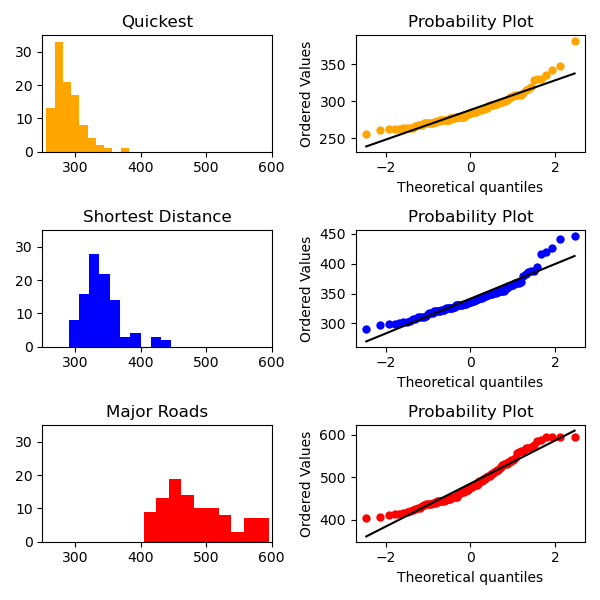 Quickest
30
20
10
0
300 400 500 600
Probability Plot
Ordered Values
350
300
250
−2 0 2
Theoretical quantiles
Shortest Distance
30
20
10
0
300 400 500 600
Probability Plot
Ordered Values
450
400
350
300
−2 0 2
Theoretical quantiles
Major Roads
30
20
10
0
300 400 500 600
Probability Plot
Ordered Values
600
500
400
−2 0 2
Theoretical quantiles